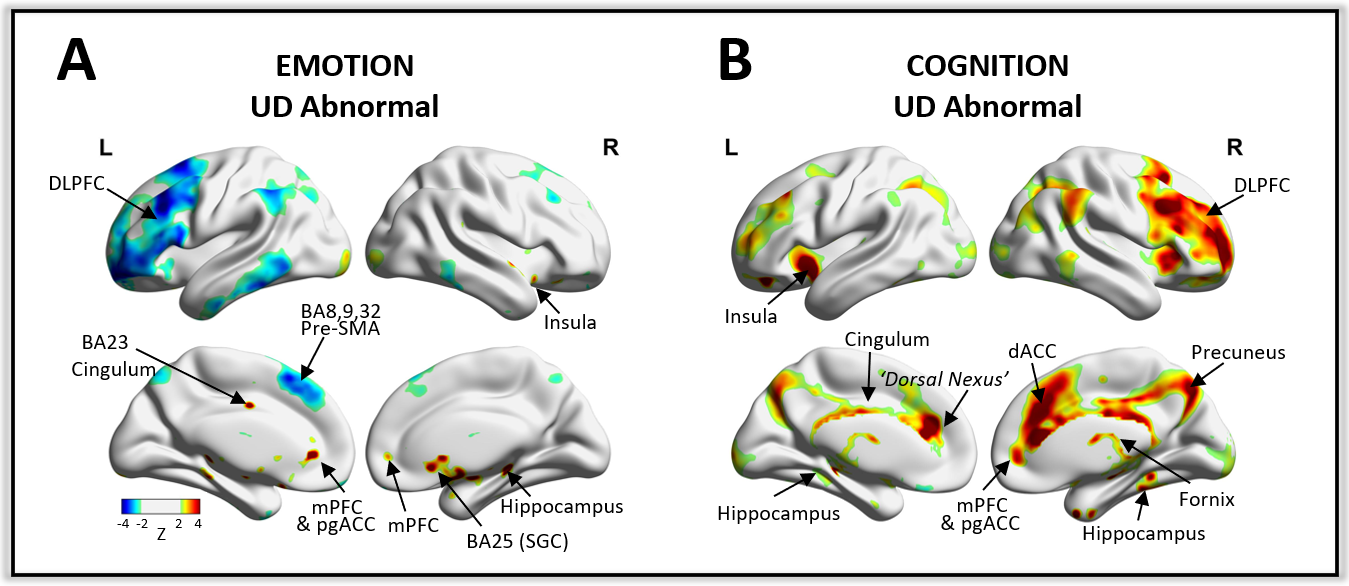 A
EMOTION
UD Abnormal
L
R
DLPFC
Insula
BA8,9,32
Pre-SMA
BA23
Cingulum
mPFC
& pgACC
mPFC
Hippocampus
BA25 (SGC)
-4 -2 2 4
Z
B
COGNITION
UD Abnormal
L
R
DLPFC
Insula
Cingulum
dACC
Precuneus
‘Dorsal Nexus’
Hippocampus
mPFC
& pgACC
Fornix
Hippocampus